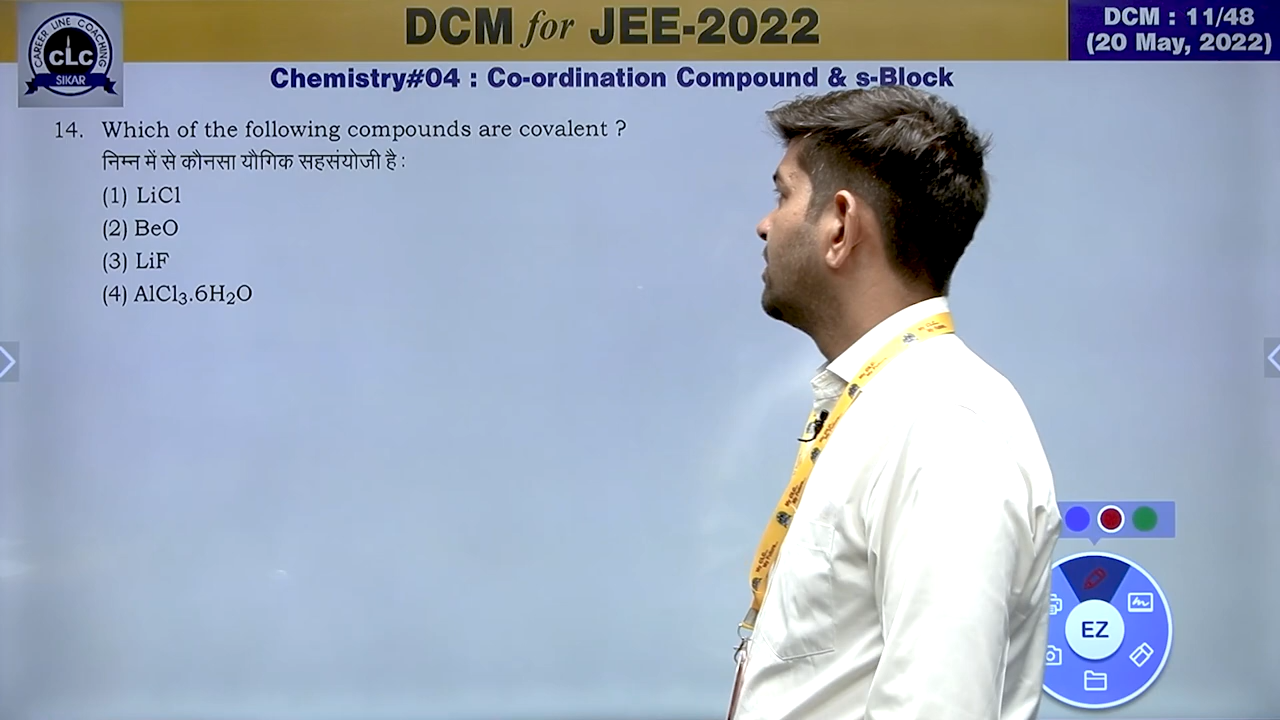 CAREER LINE COACHING
CLC
SIKAR
DCM for JEE-2022
DCM : 11/48
(20 May, 2022)
Chemistry#04 : Co-ordination Compound & s-Block
14. Which of the following compounds are covalent ?
निम्न में से कौनसा यौगिक सहसंयोजी है :
(1) LiCl
(2) BeO
(3) LiF
(4) AlCl₃.6H₂O
EZ